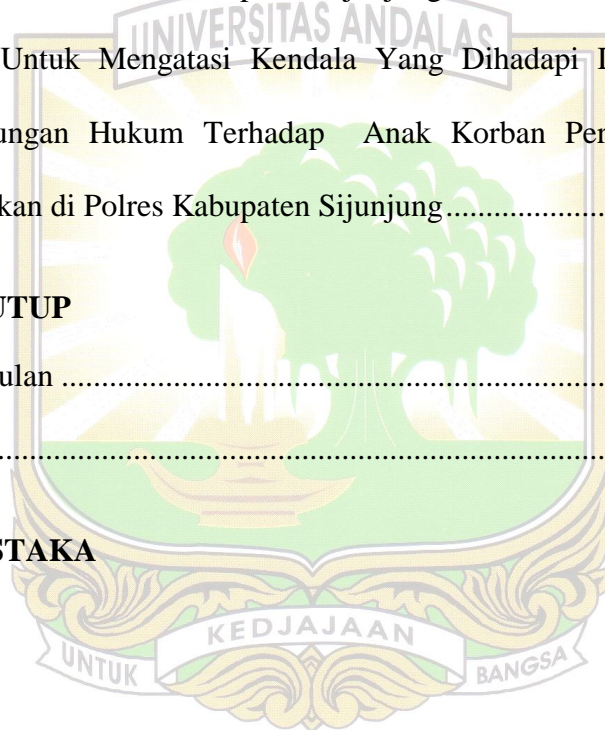 UNIVERSITAS ANDALAS
Untuk Mengatasi Kendala Yang Dihadapi
ungan Hukum Terhadap Anak Korban
kan di Polres Kabupaten Sijunjung....................
UTUP
ulan ............................................................
......................................................................
STAKA
KEDJAJAAN
UNTUK
BANGSA